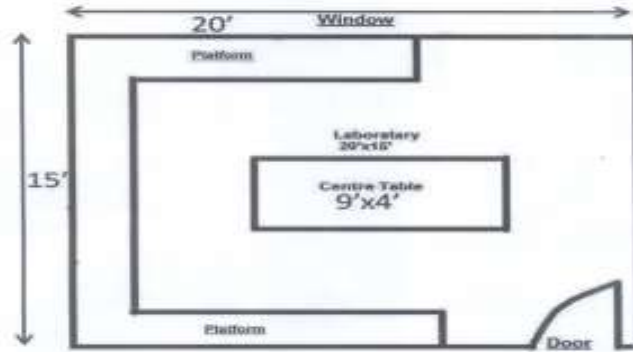 20’ Window
Platform
Laboratary
20'x15'
15’
Centre Table
9’x4’
Platform
Door